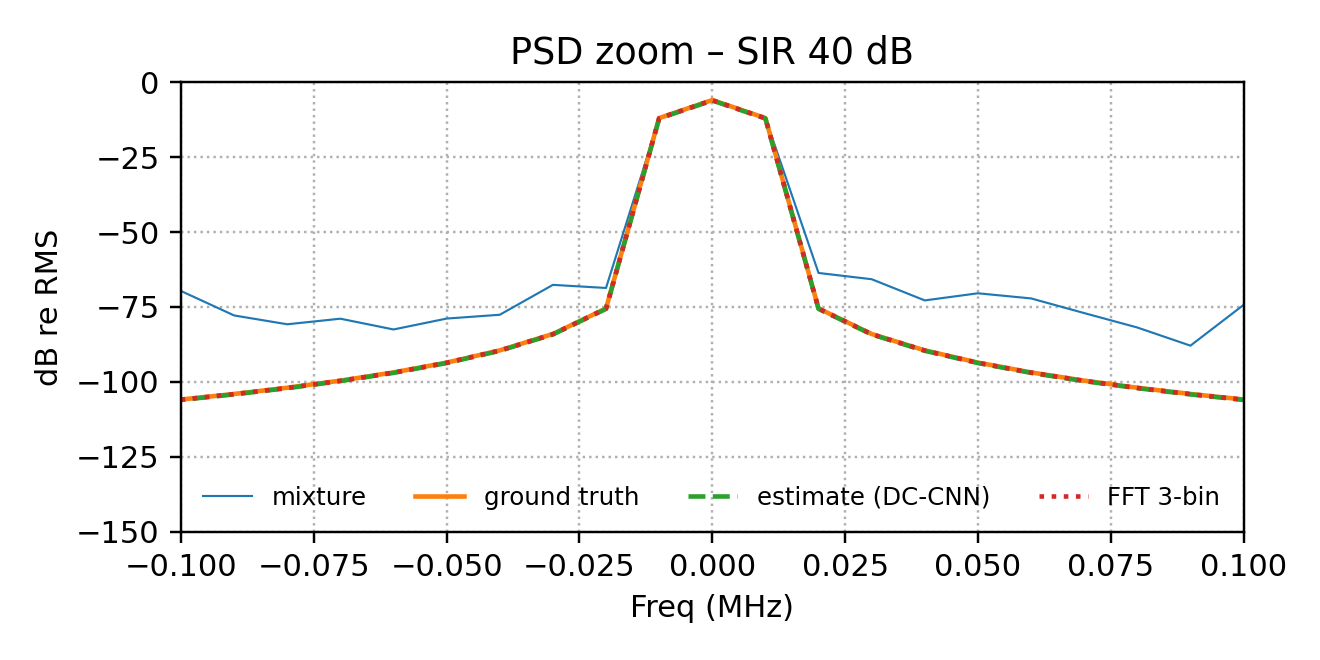 PSD zoom – SIR 40 dB
dB re RMS
0
−25
−50
−75
−100
−125
−150
mixture
ground truth
estimate (DC-CNN)
FFT 3-bin
−0.100 −0.075 −0.050 −0.025 0.000 0.025 0.050 0.075 0.100
Freq (MHz)